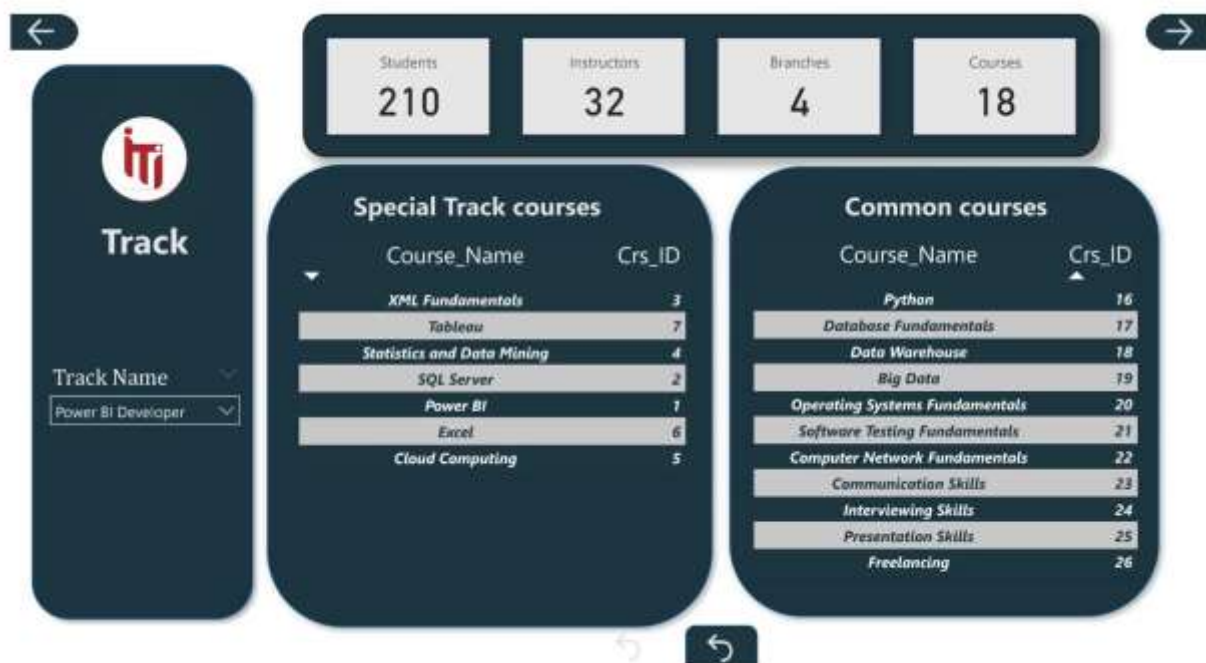 Students
210
Instructors
32
Branches
4
Courses
18
iTi
Track
Track Name
Power BI Developer
Special Track courses
Course_Name Crs_ID
XML Fundamentals 3
Tableau 7
Statistics and Data Mining 4
SQL Server 2
Power BI 1
Excel 6
Cloud Computing 5
Common courses
Course_Name Crs_ID
Python 16
Database Fundamentals 17
Data Warehouse 18
Big Data 19
Operating Systems Fundamentals 20
Software Testing Fundamentals 21
Computer Network Fundamentals 22
Communication Skills 23
Interviewing Skills 24
Presentation Skills 25
Freelancing 26